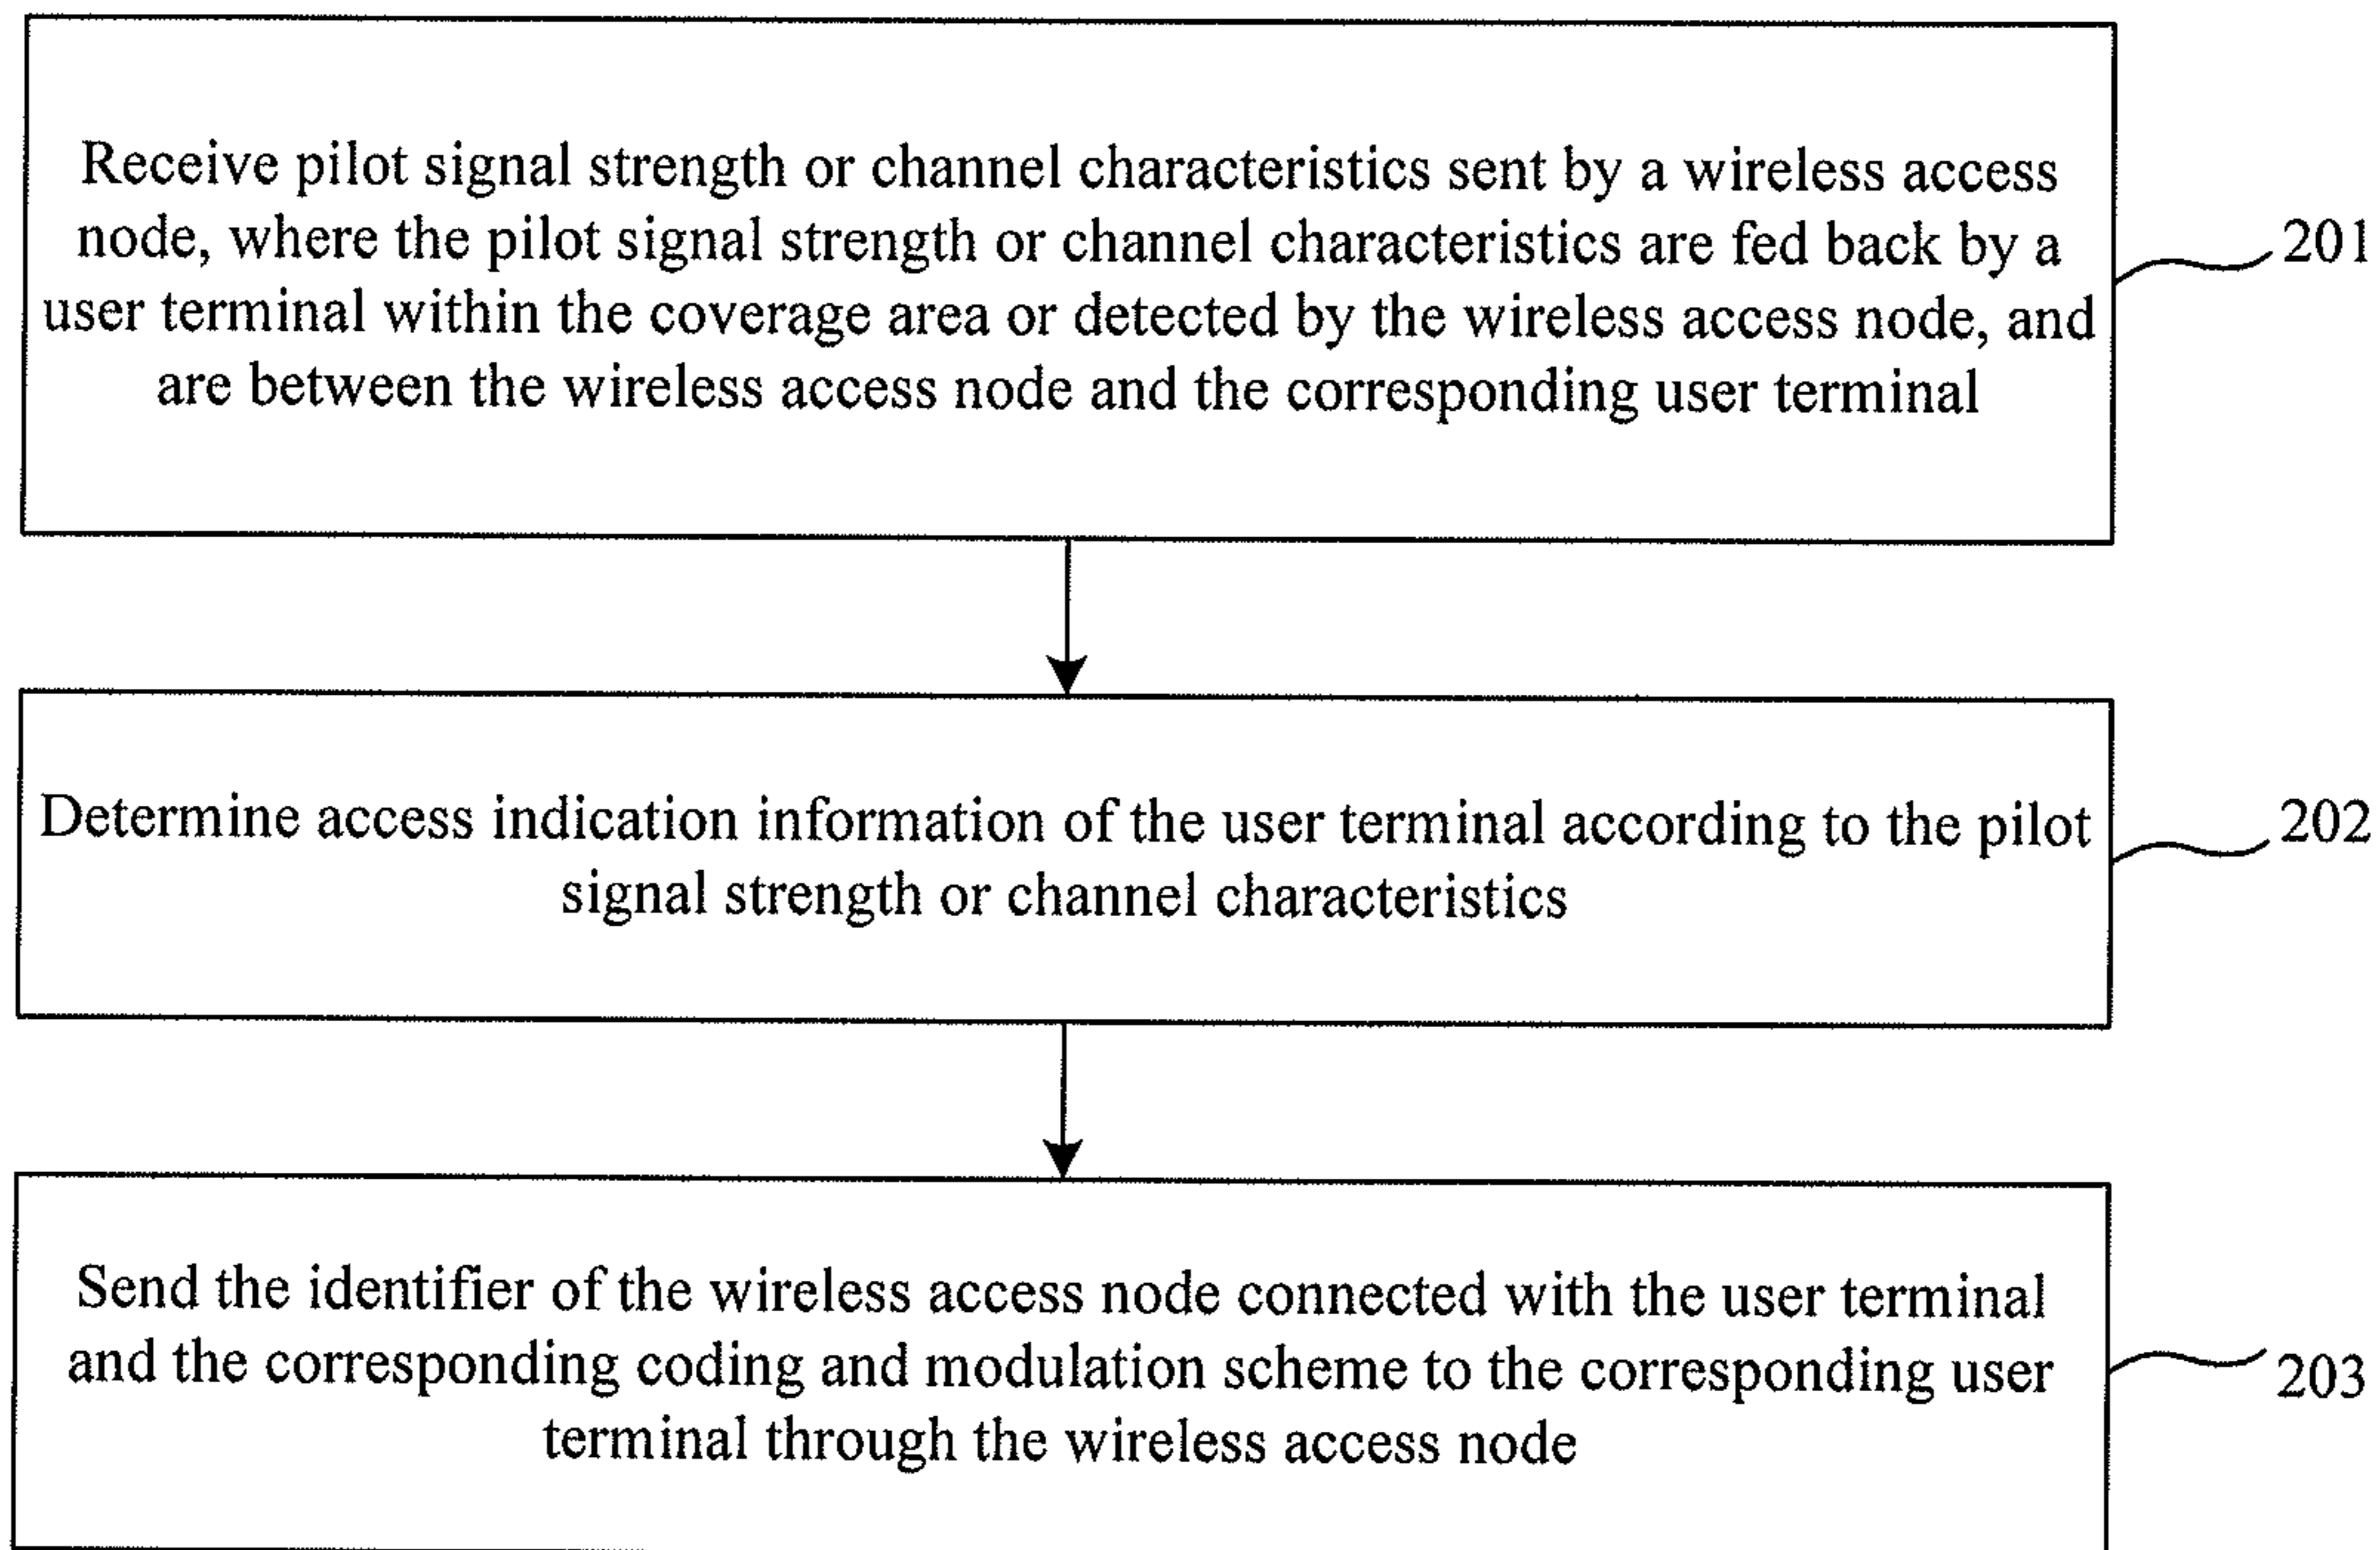 Receive pilot signal strength or channel characteristics sent by a wireless access
node, where the pilot signal strength or channel characteristics are fed back by a
user terminal within the coverage area or detected by the wireless access node, and
are between the wireless access node and the corresponding user terminal
201
Determine access indication information of the user terminal according to the pilot
signal strength or channel characteristics
202
Send the identifier of the wireless access node connected with the user terminal
and the corresponding coding and modulation scheme to the corresponding user
terminal through the wireless access node
203